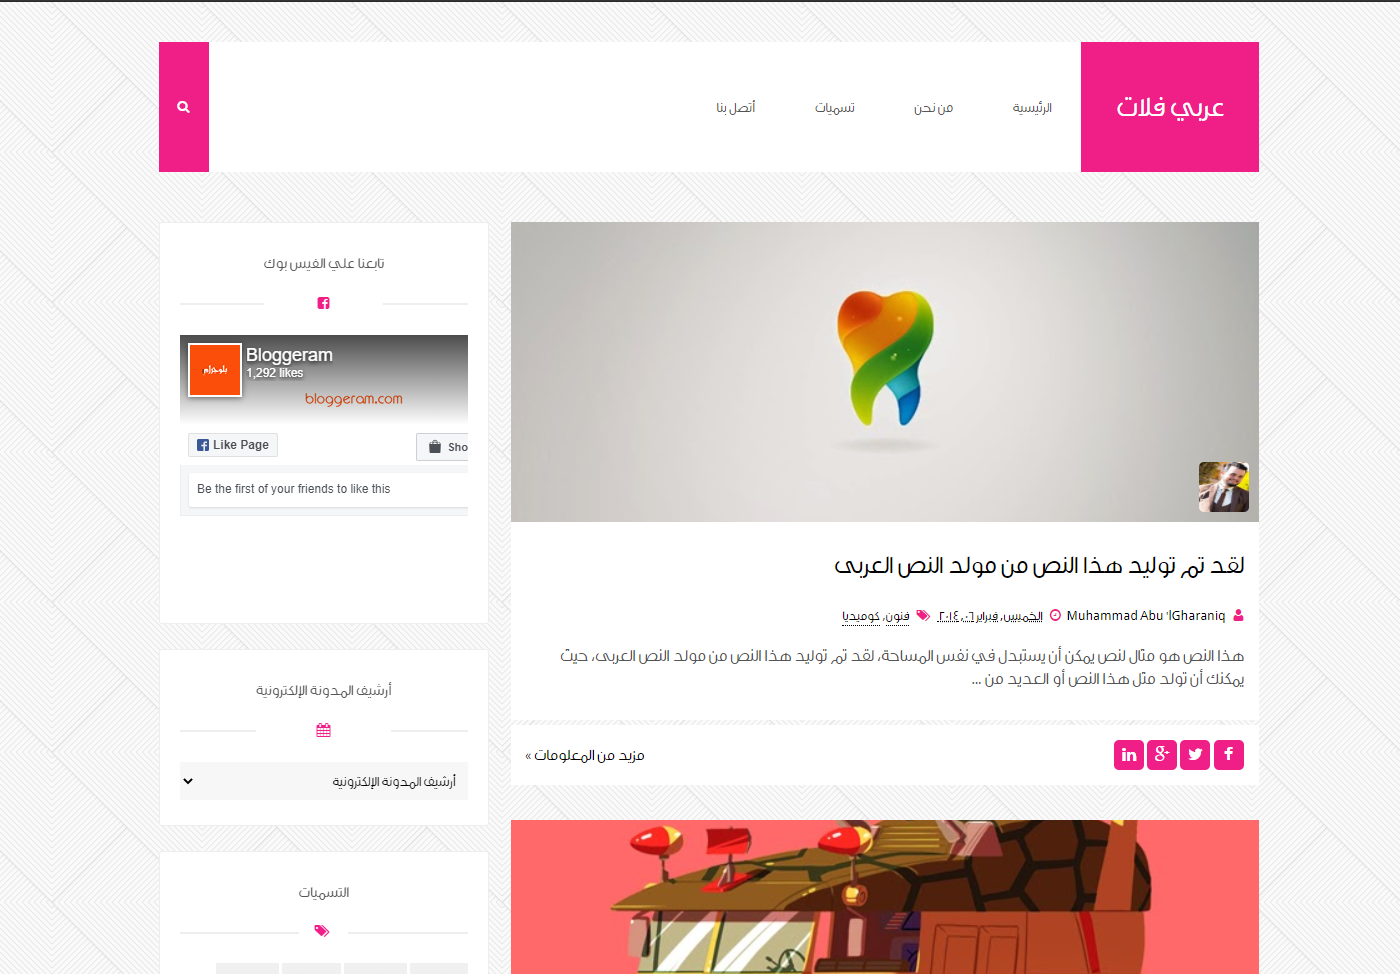 عربي فلات
الرئيسية
من نحن
تسميات
أتصل بنا
لقد تم توليد هذا النص من مولد النص العربى
Muhammad Abu 'lGharaniq الخميس, فبراير ٠٦, ٢٠١٤ فنون, كوميديا
هذا النص هو مثال لنص يمكن أن يستبدل في نفس المساحة، لقد تم توليد هذا النص من مولد النص العربى، حيث
يمكنك أن تولد مثل هذا النص أو العديد من ...
مزيد من المعلومات »
تابعنا علي الفيس بوك
بلوجرام
Bloggeram
1,292 likes
bloggeram.com
Like Page
Sho
Be the first of your friends to like this
أرشيف المدونة الإلكترونية
أرشيف المدونة الإلكترونية
التسميات